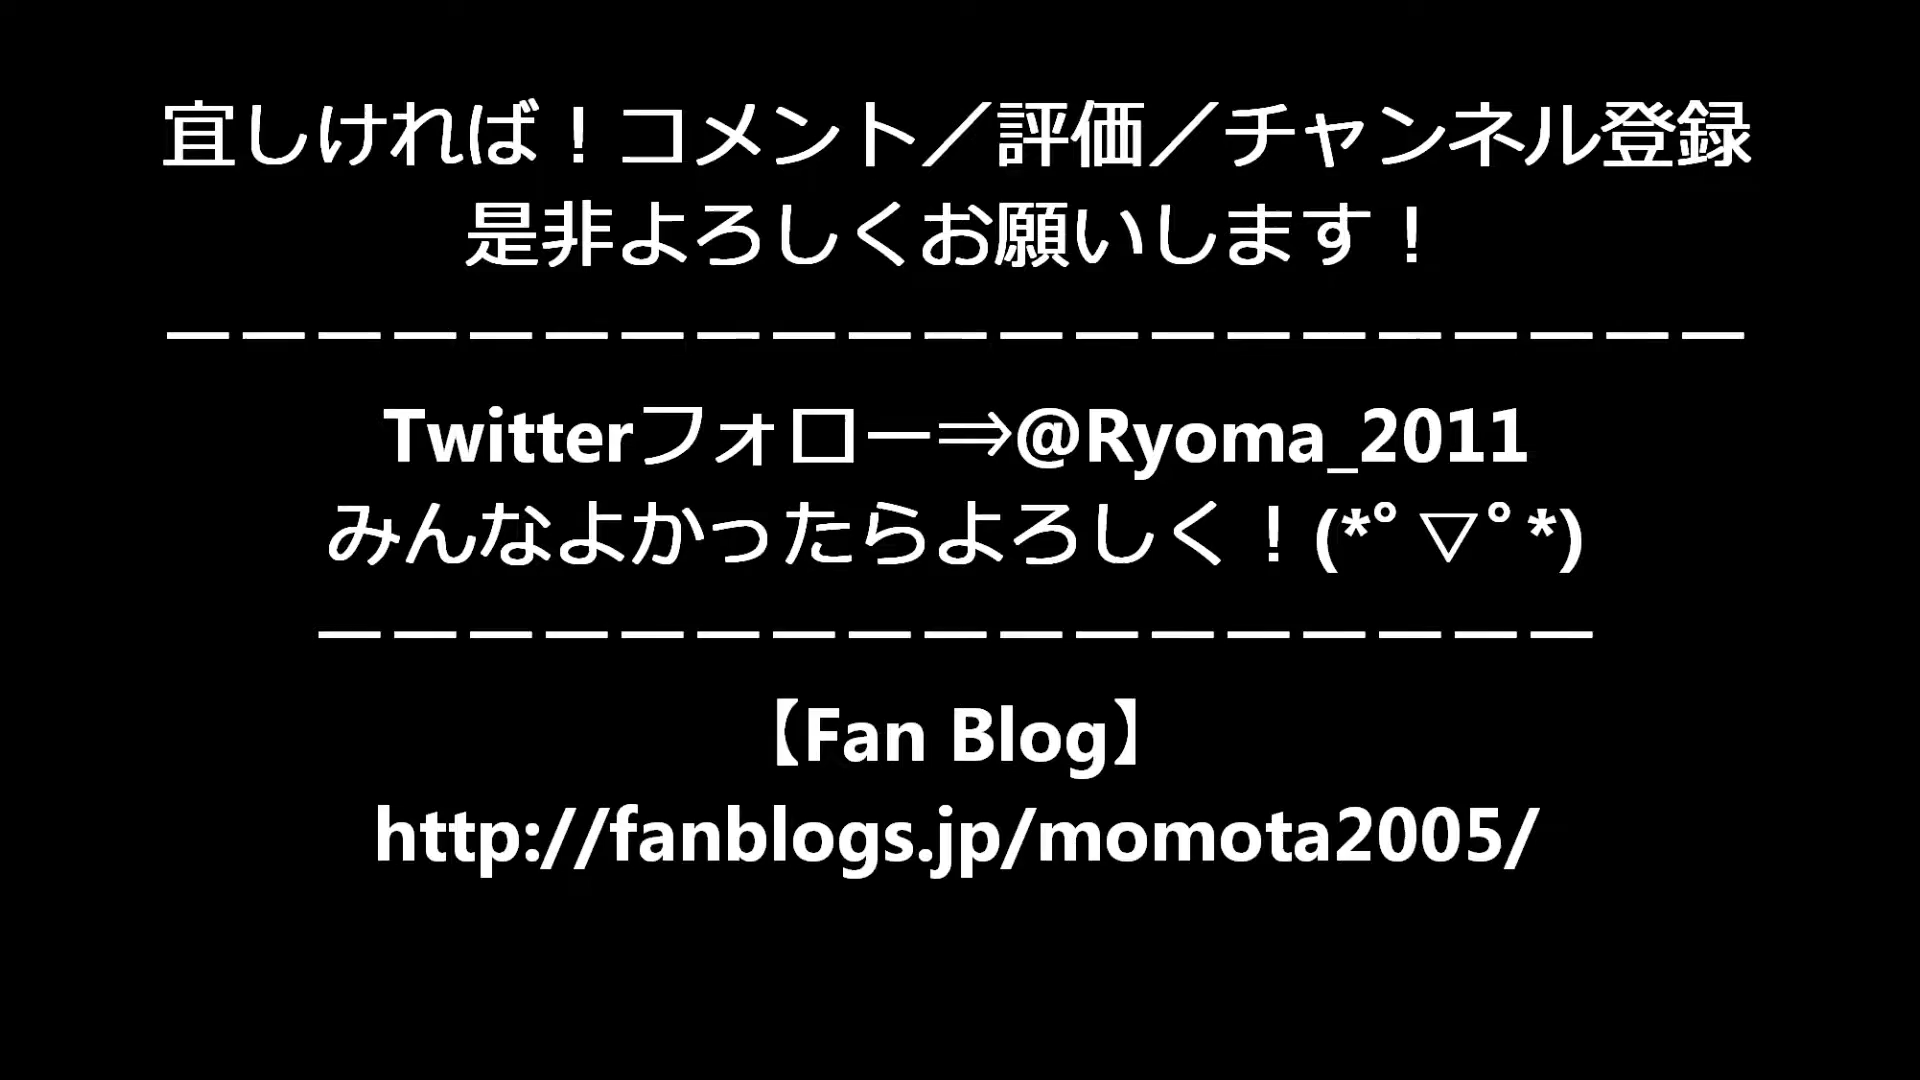 宜しければ！コメント／評価／チャンネル登録
是非よろしくお願いします！
ーーーーーーーーーーーーーーーーーーーーー
Twitterフォロー⇒@Ryoma_2011
みんなよかったらよろしく！(*ﾟ▽ﾟ*)
ーーーーーーーーーーーーーーーーー
【Fan Blog】
http://fanblogs.jp/momota2005/